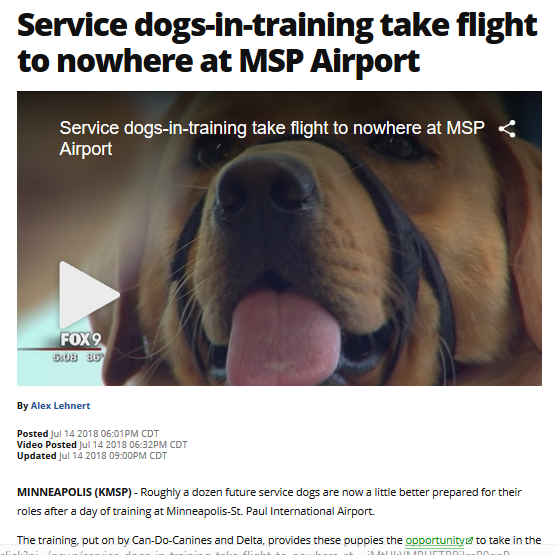 Service dogs-in-training take flight
to nowhere at MSP Airport
Service dogs-in-training take flight to nowhere at MSP
Airport
FOX 9
5:08 86°
By Alex Lehnert
Posted Jul 14 2018 06:01PM CDT
Video Posted Jul 14 2018 06:32PM CDT
Updated Jul 14 2018 09:00PM CDT
MINNEAPOLIS (KMSP) - Roughly a dozen future service dogs are now a little better prepared for their
roles after a day of training at Minneapolis-St. Paul International Airport.
The training, put on by Can-Do-Canines and Delta, provides these puppies the opportunity to take in the